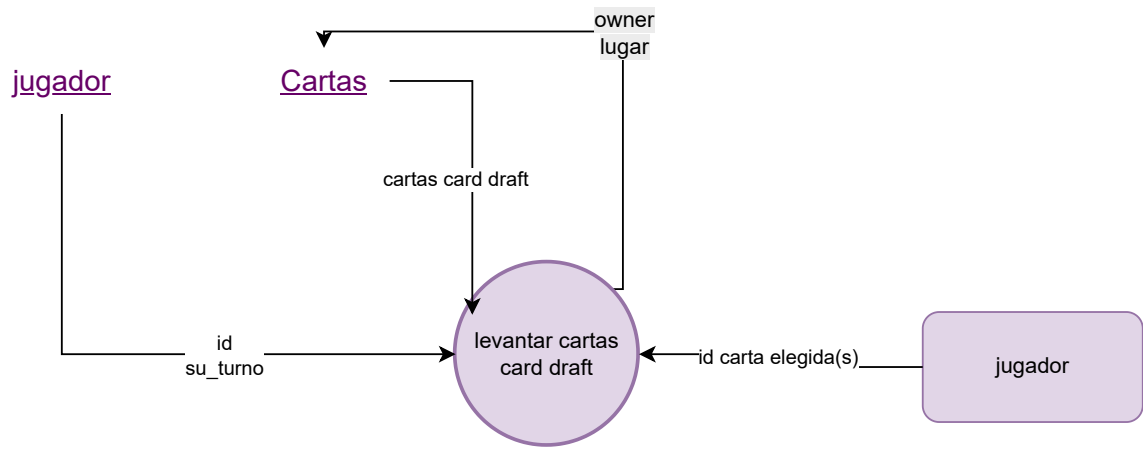 owner
lugar
jugador
Cartas
cartas card draft
id
su_turno
levantar cartas
card draft
id carta elegida(s)
jugador